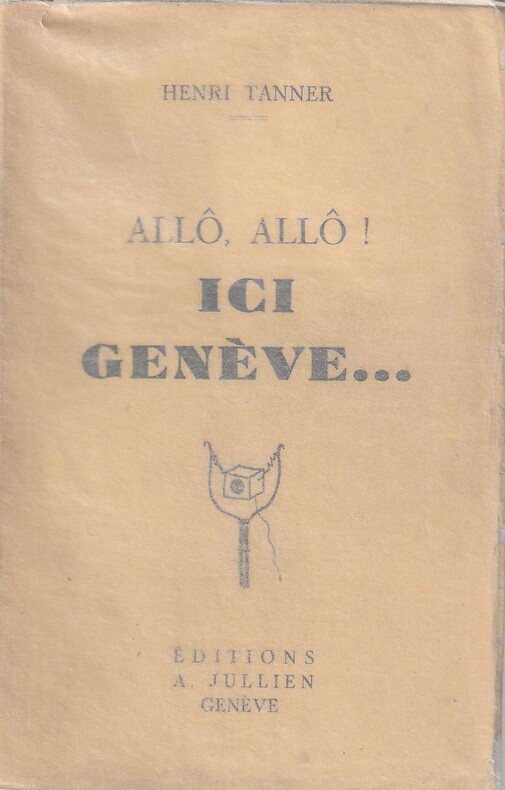 HENRI TANNER
ALLÔ, ALLÔ !
ICI
GENÈVE...
ÉDITIONS
A. JULLIEN
GENÈVE